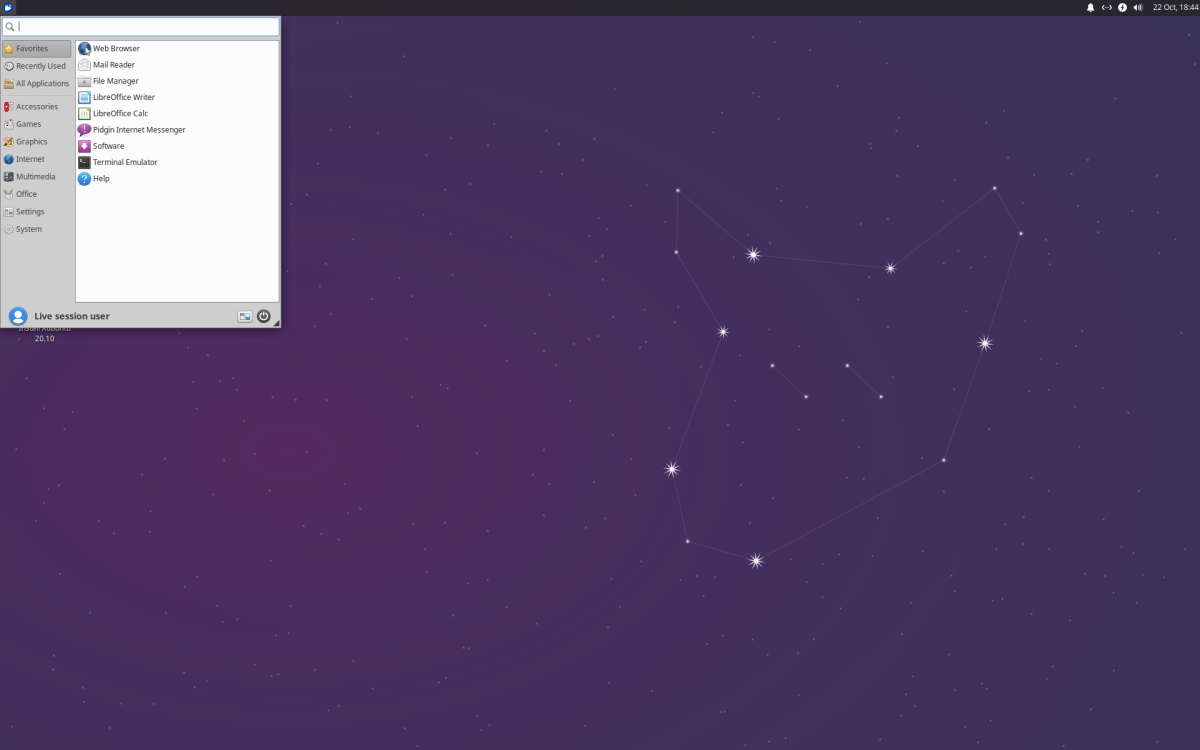 22 Oct, 18:44
Favorites
Recently Used
All Applications
Accessories
Games
Graphics
Internet
Multimedia
Office
Settings
System
Web Browser
Mail Reader
File Manager
LibreOffice Writer
LibreOffice Calc
Pidgin Internet Messenger
Software
Terminal Emulator
Help
Live session user
Install Xubuntu
20.10